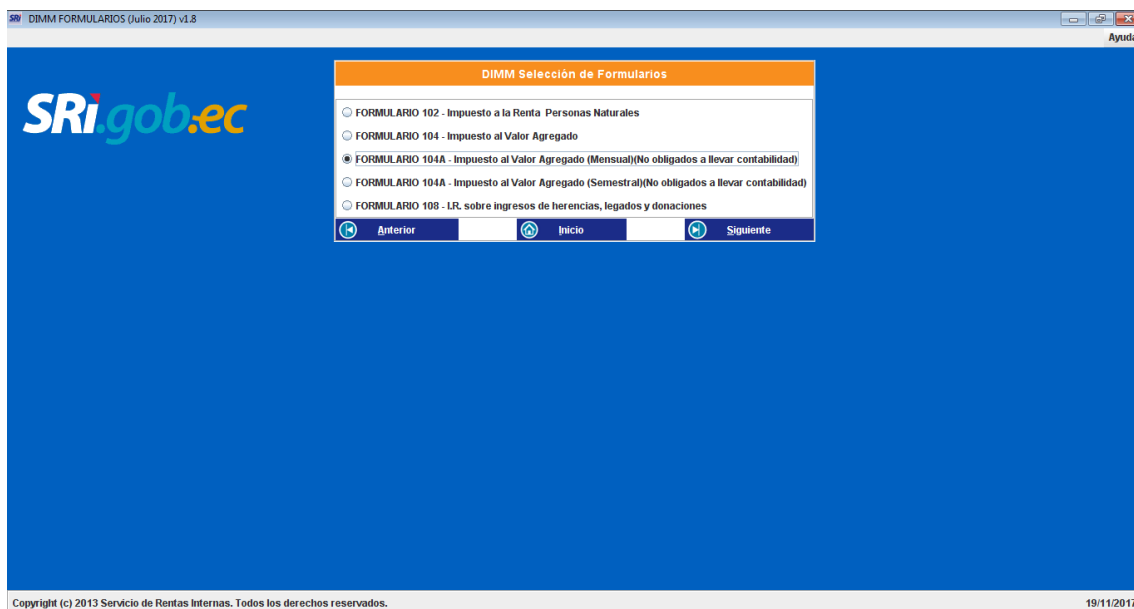 SRi DIMM FORMULARIOS (Julio 2017) v1.8
Ayuda
SRi.gob.ec
DIMM Selección de Formularios
FORMULARIO 102 - Impuesto a la Renta Personas Naturales
FORMULARIO 104 - Impuesto al Valor Agregado
FORMULARIO 104A - Impuesto al Valor Agregado (Mensual)(No obligados a llevar contabilidad)
FORMULARIO 104A - Impuesto al Valor Agregado (Semestral)(No obligados a llevar contabilidad)
FORMULARIO 108 - I.R. sobre ingresos de herencias, legados y donaciones
Anterior Inicio Siguiente
Copyright (c) 2013 Servicio de Rentas Internas. Todos los derechos reservados. 19/11/2017